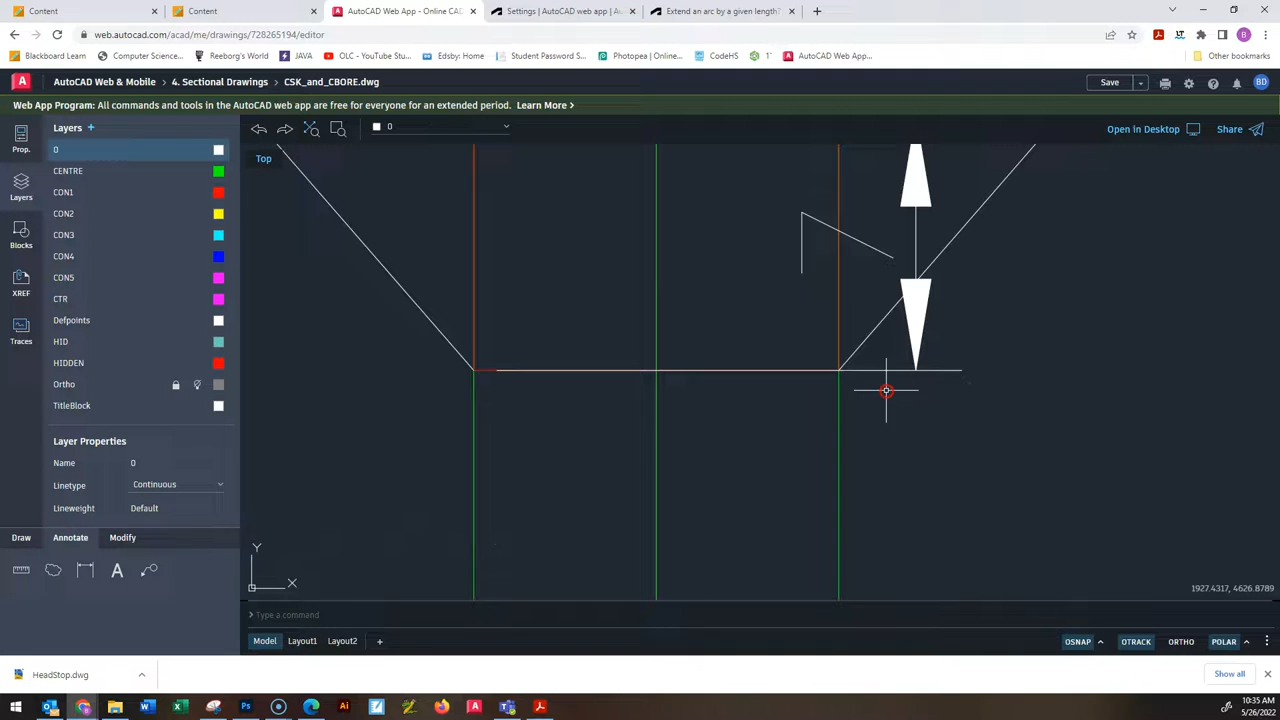 Content
Content
AutoCAD Web App - Online CAD
Settings | AutoCAD web app | Au
Extend an arc by a given length?
web.autocad.com/acad/me/drawings/728265194/editor
Blackboard Learn
Computer Science...
Reeborg's World
JAVA
OLC - YouTube Stu...
Edsby: Home
Student Password S...
Photopea | Online...
CodeHS
AutoCAD Web App...
Other bookmarks
AutoCAD Web & Mobile > 4. Sectional Drawings > CSK_and_CBORE.dwg
Save
BD
Web App Program: All commands and tools in the AutoCAD web app are free for everyone for an extended period. Learn More >
Prop.
Layers
Blocks
XREF
Traces
Layers +
0
CENTRE
CON1
CON2
CON3
CON4
CON5
CTR
Defpoints
HID
HIDDEN
Ortho
TitleBlock
Layer Properties
Name 0
Linetype Continuous
Lineweight Default
Draw Annotate Modify
0
Open in Desktop
Share
Top
Y
X
1927.4317, 4626.8789
Type a command
Model Layout1 Layout2 +
OSNAP OTRACK ORTHO POLAR
HeadStop.dwg
Show all
10:35 AM
5/26/2022